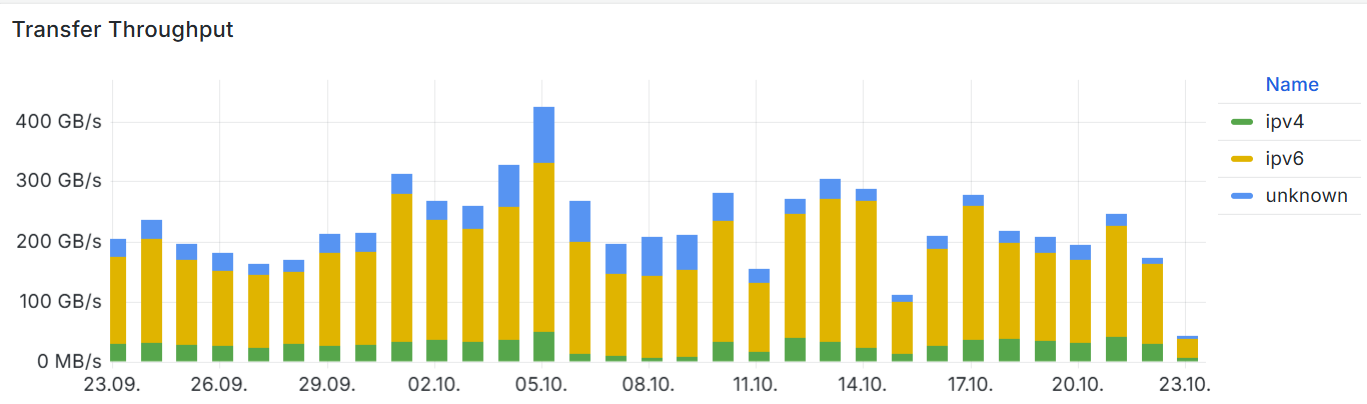 Transfer Throughput
Name
ipv4
ipv6
unknown
400 GB/s
300 GB/s
200 GB/s
100 GB/s
0 MB/s
23.09. 26.09. 29.09. 02.10. 05.10. 08.10. 11.10. 14.10. 17.10. 20.10. 23.10.